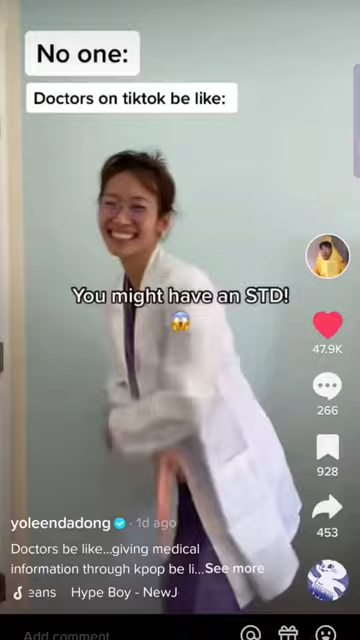 No one:
Doctors on tiktok be like:
You might have an STD!
47.9K
266
928
453
yoleendadong · 1d ago
Doctors be like...giving medical
information through kpop be li...See more
eans Hype Boy - NewJ
Add comment